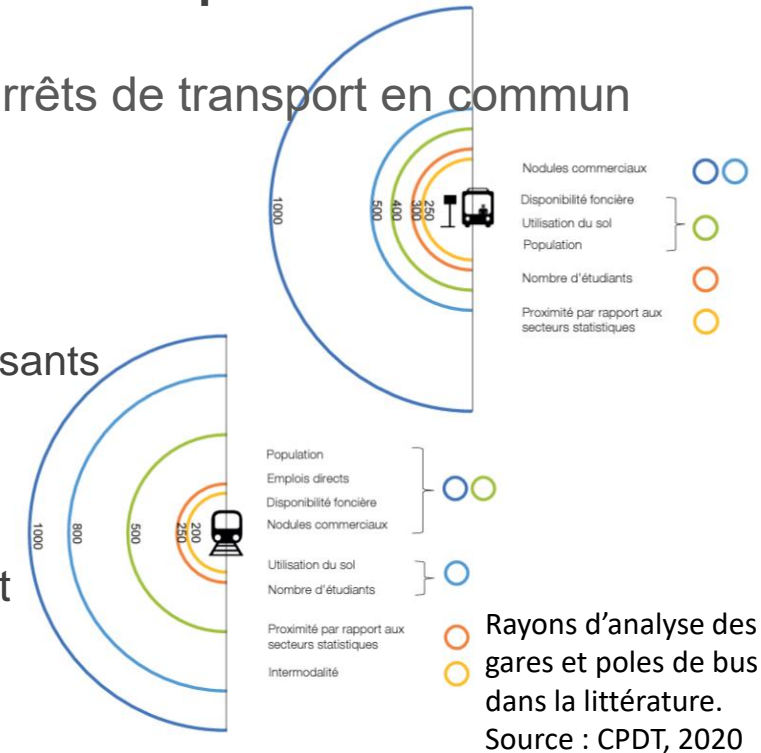 rrêts de transport en commun
1000
500
400
300
250
Nodules commerciaux
Disponibilité foncière
Utilisation du sol
Population
Nombre d'étudiants
Proximité par rapport aux
secteurs statistiques
sants
t
1000
800
500
250
200
Population
Emplois directs
Disponibilité foncière
Nodules commerciaux
Utilisation du sol
Nombre d'étudiants
Proximité par rapport aux
secteurs statistiques
Intermodalité
Rayons d'analyse des
gares et poles de bus
dans la littérature.
Source : CPDT, 2020